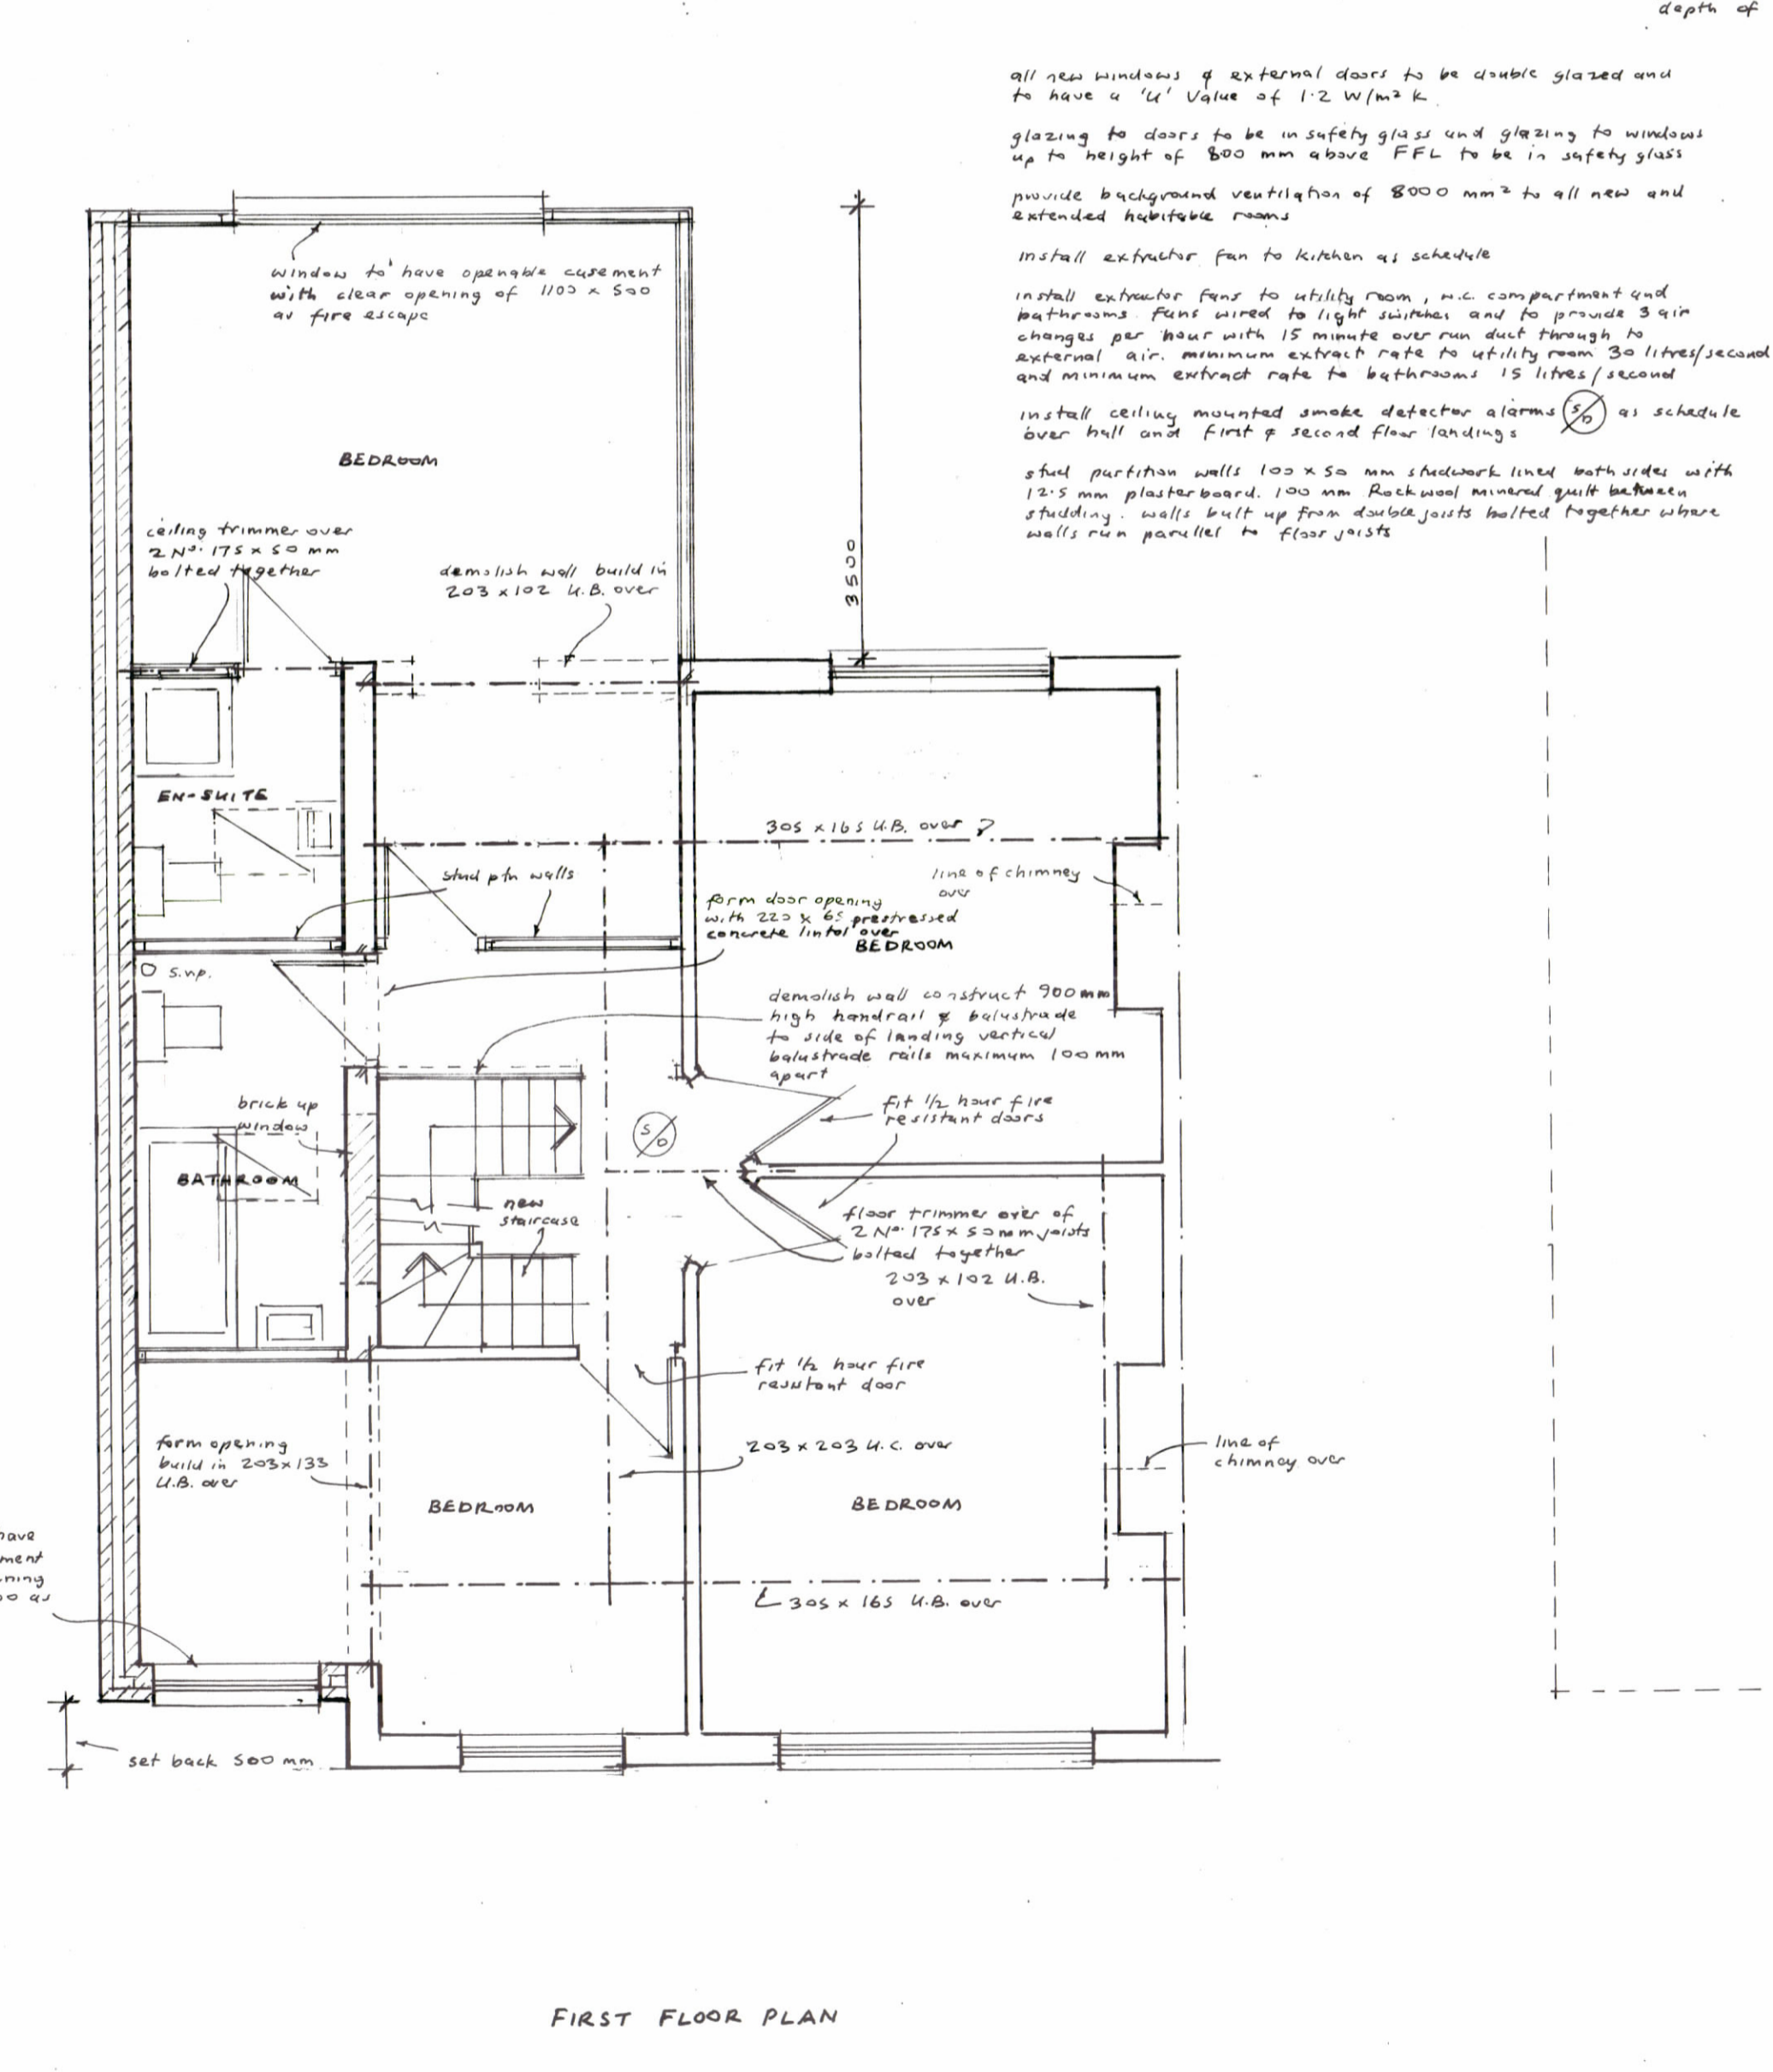 depth of
all new windows & external doors to be double glazed and
to have a 'U' Value of 1.2 W/m² K
glazing to doors to be in safety glass and glazing to windows
up to height of 800 mm above FFL to be in safety glass
provide background ventilation of 8000 mm² to all new and
extended habitable rooms
install extractor fan to kitchen as schedule
install extractor fans to utility room, w.c. compartment and
bathrooms. fans wired to light switches and to provide 3 air
changes per hour with 15 minute over run duct through to
external air. minimum extract rate to utility room 30 litres/second
and minimum extract rate to bathrooms 15 litres/second
install ceiling mounted smoke detector alarms S/D as schedule
over hall and first & second floor landings
stud partition walls 100 x 50 mm studwork lined both sides with
12.5 mm plasterboard. 100 mm Rockwool mineral quilt between
studding. walls bult up from double joists bolted together where
walls run parallel to floor joists
window to have openable casement
with clear opening of 1100 x 500
as fire escape
BEDROOM
ceiling trimmer over
2 No. 175 x 50 mm
bolted together
demolish wall build in
203 x 102 U.B. over
3500
EN-SUITE
305 x 165 U.B. over
stud ptn walls
line of chimney
over
form door opening
with 220 x 65 prestressed
concrete lintol over
BEDROOM
S.V.P.
demolish wall construct 900mm
high handrail & balustrade
to side of landing vertical
balustrade rails maximum 100mm
apart
brick up
window
fit 1/2 hour fire
resistant doors
S/D
BATHROOM
new
staircase
floor trimmer over of
2 No. 175 x 50mm joists
bolted together
203 x 102 U.B.
over
fit 1/2 hour fire
resistant door
form opening
build in 203x133
U.B. over
203 x 203 U.C. over
line of
chimney over
BEDROOM
BEDROOM
have
ment
ning
00 as
305 x 165 U.B. over
set back 500 mm
FIRST FLOOR PLAN